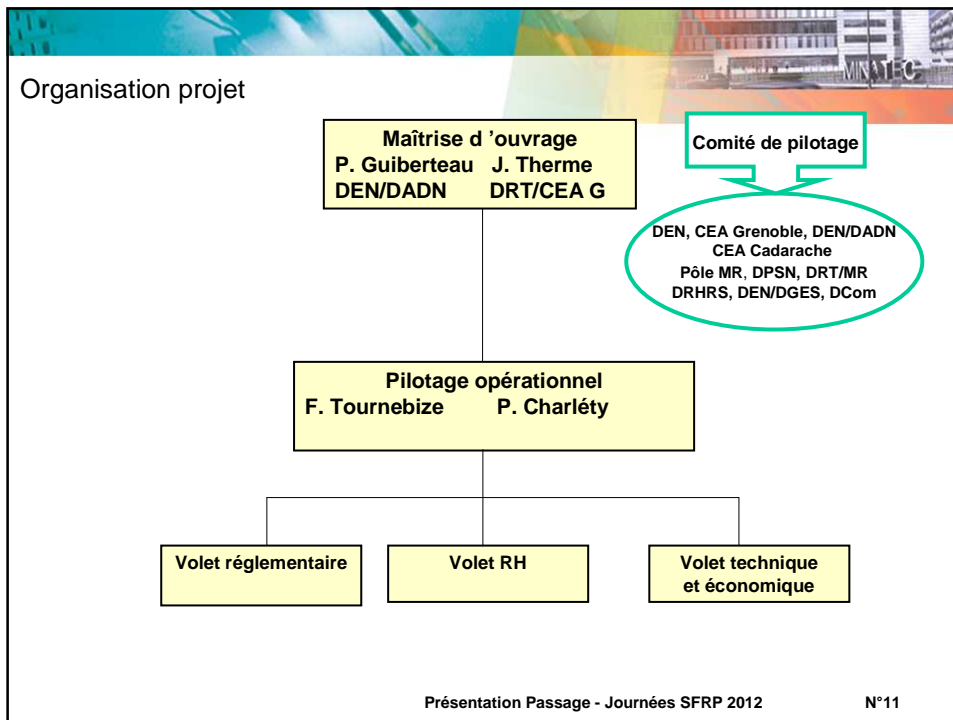 MINATEC
Organisation projet
Maîtrise d ’ouvrage
P. Guiberteau J. Therme
DEN/DADN DRT/CEA G
Comité de pilotage
DEN, CEA Grenoble, DEN/DADN
CEA Cadarache
Pôle MR, DPSN, DRT/MR
DRHRS, DEN/DGES, DCom
Pilotage opérationnel
F. Tournebize P. Charléty
Volet réglementaire
Volet RH
Volet technique
et économique
Présentation Passage - Journées SFRP 2012 N°11